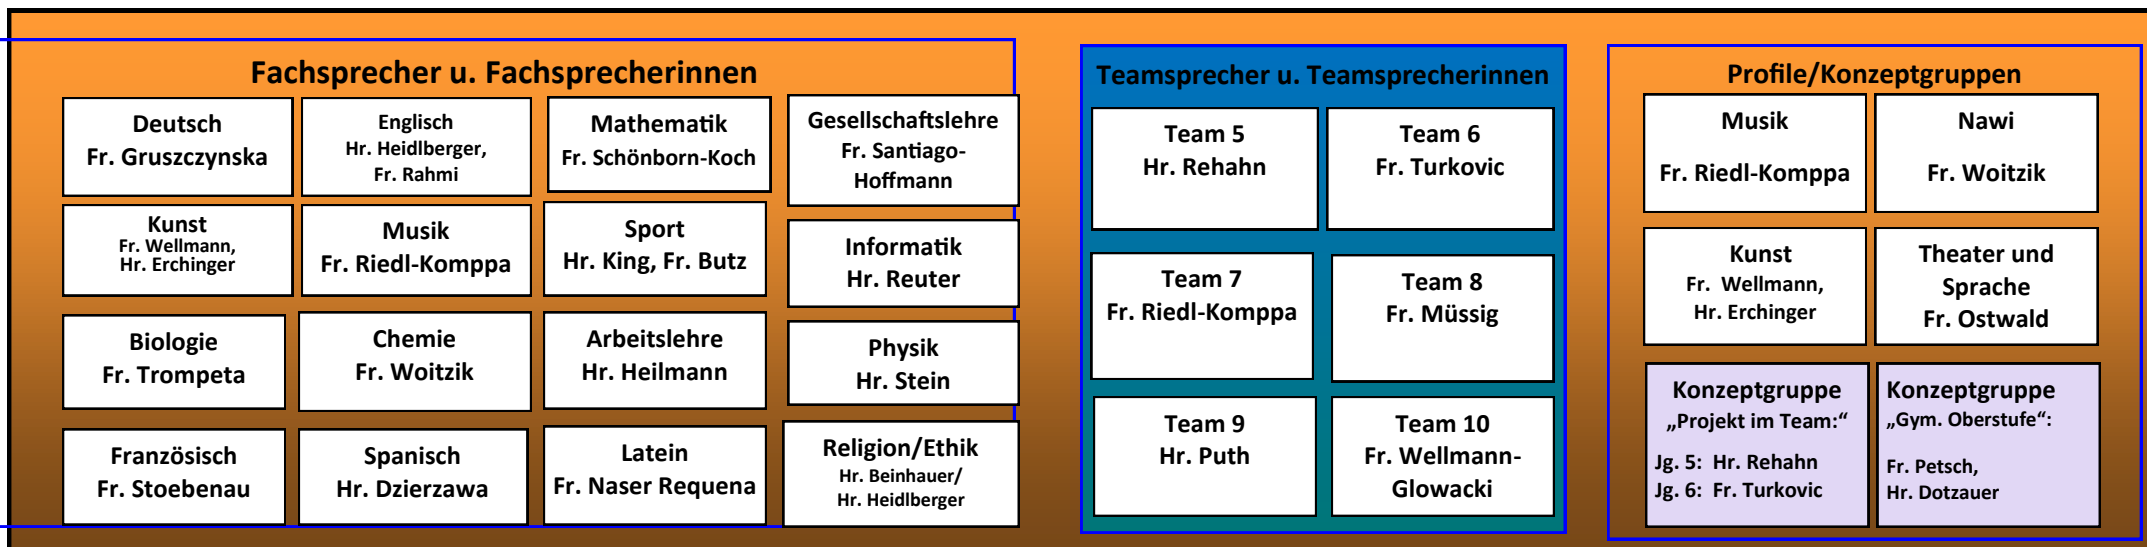 Fachsprecher u. Fachsprecherinnen
Deutsch
Fr. Gruszczynska
Englisch
Hr. Heidlberger,
Fr. Rahmi
Mathematik
Fr. Schönborn-Koch
Gesellschaftslehre
Fr. Santiago-
Hoffmann
Kunst
Fr. Wellmann,
Hr. Erchinger
Musik
Fr. Riedl-Komppa
Sport
Hr. King, Fr. Butz
Informatik
Hr. Reuter
Biologie
Fr. Trompeta
Chemie
Fr. Woitzik
Arbeitslehre
Hr. Heilmann
Physik
Hr. Stein
Französisch
Fr. Stoebenau
Spanisch
Hr. Dzierzawa
Latein
Fr. Naser Requena
Religion/Ethik
Hr. Beinhauer/
Hr. Heidlberger
Teamsprecher u. Teamsprecherinnen
Team 5
Hr. Rehahn
Team 6
Fr. Turkovic
Team 7
Fr. Riedl-Komppa
Team 8
Fr. Müssig
Team 9
Hr. Puth
Team 10
Fr. Wellmann-
Glowacki
Profile/Konzeptgruppen
Musik
Fr. Riedl-Komppa
Nawi
Fr. Woitzik
Kunst
Fr. Wellmann,
Hr. Erchinger
Theater und
Sprache
Fr. Ostwald
Konzeptgruppe
„Projekt im Team:“
Jg. 5: Hr. Rehahn
Jg. 6: Fr. Turkovic
Konzeptgruppe
„Gym. Oberstufe“:
Fr. Petsch,
Hr. Dotzauer